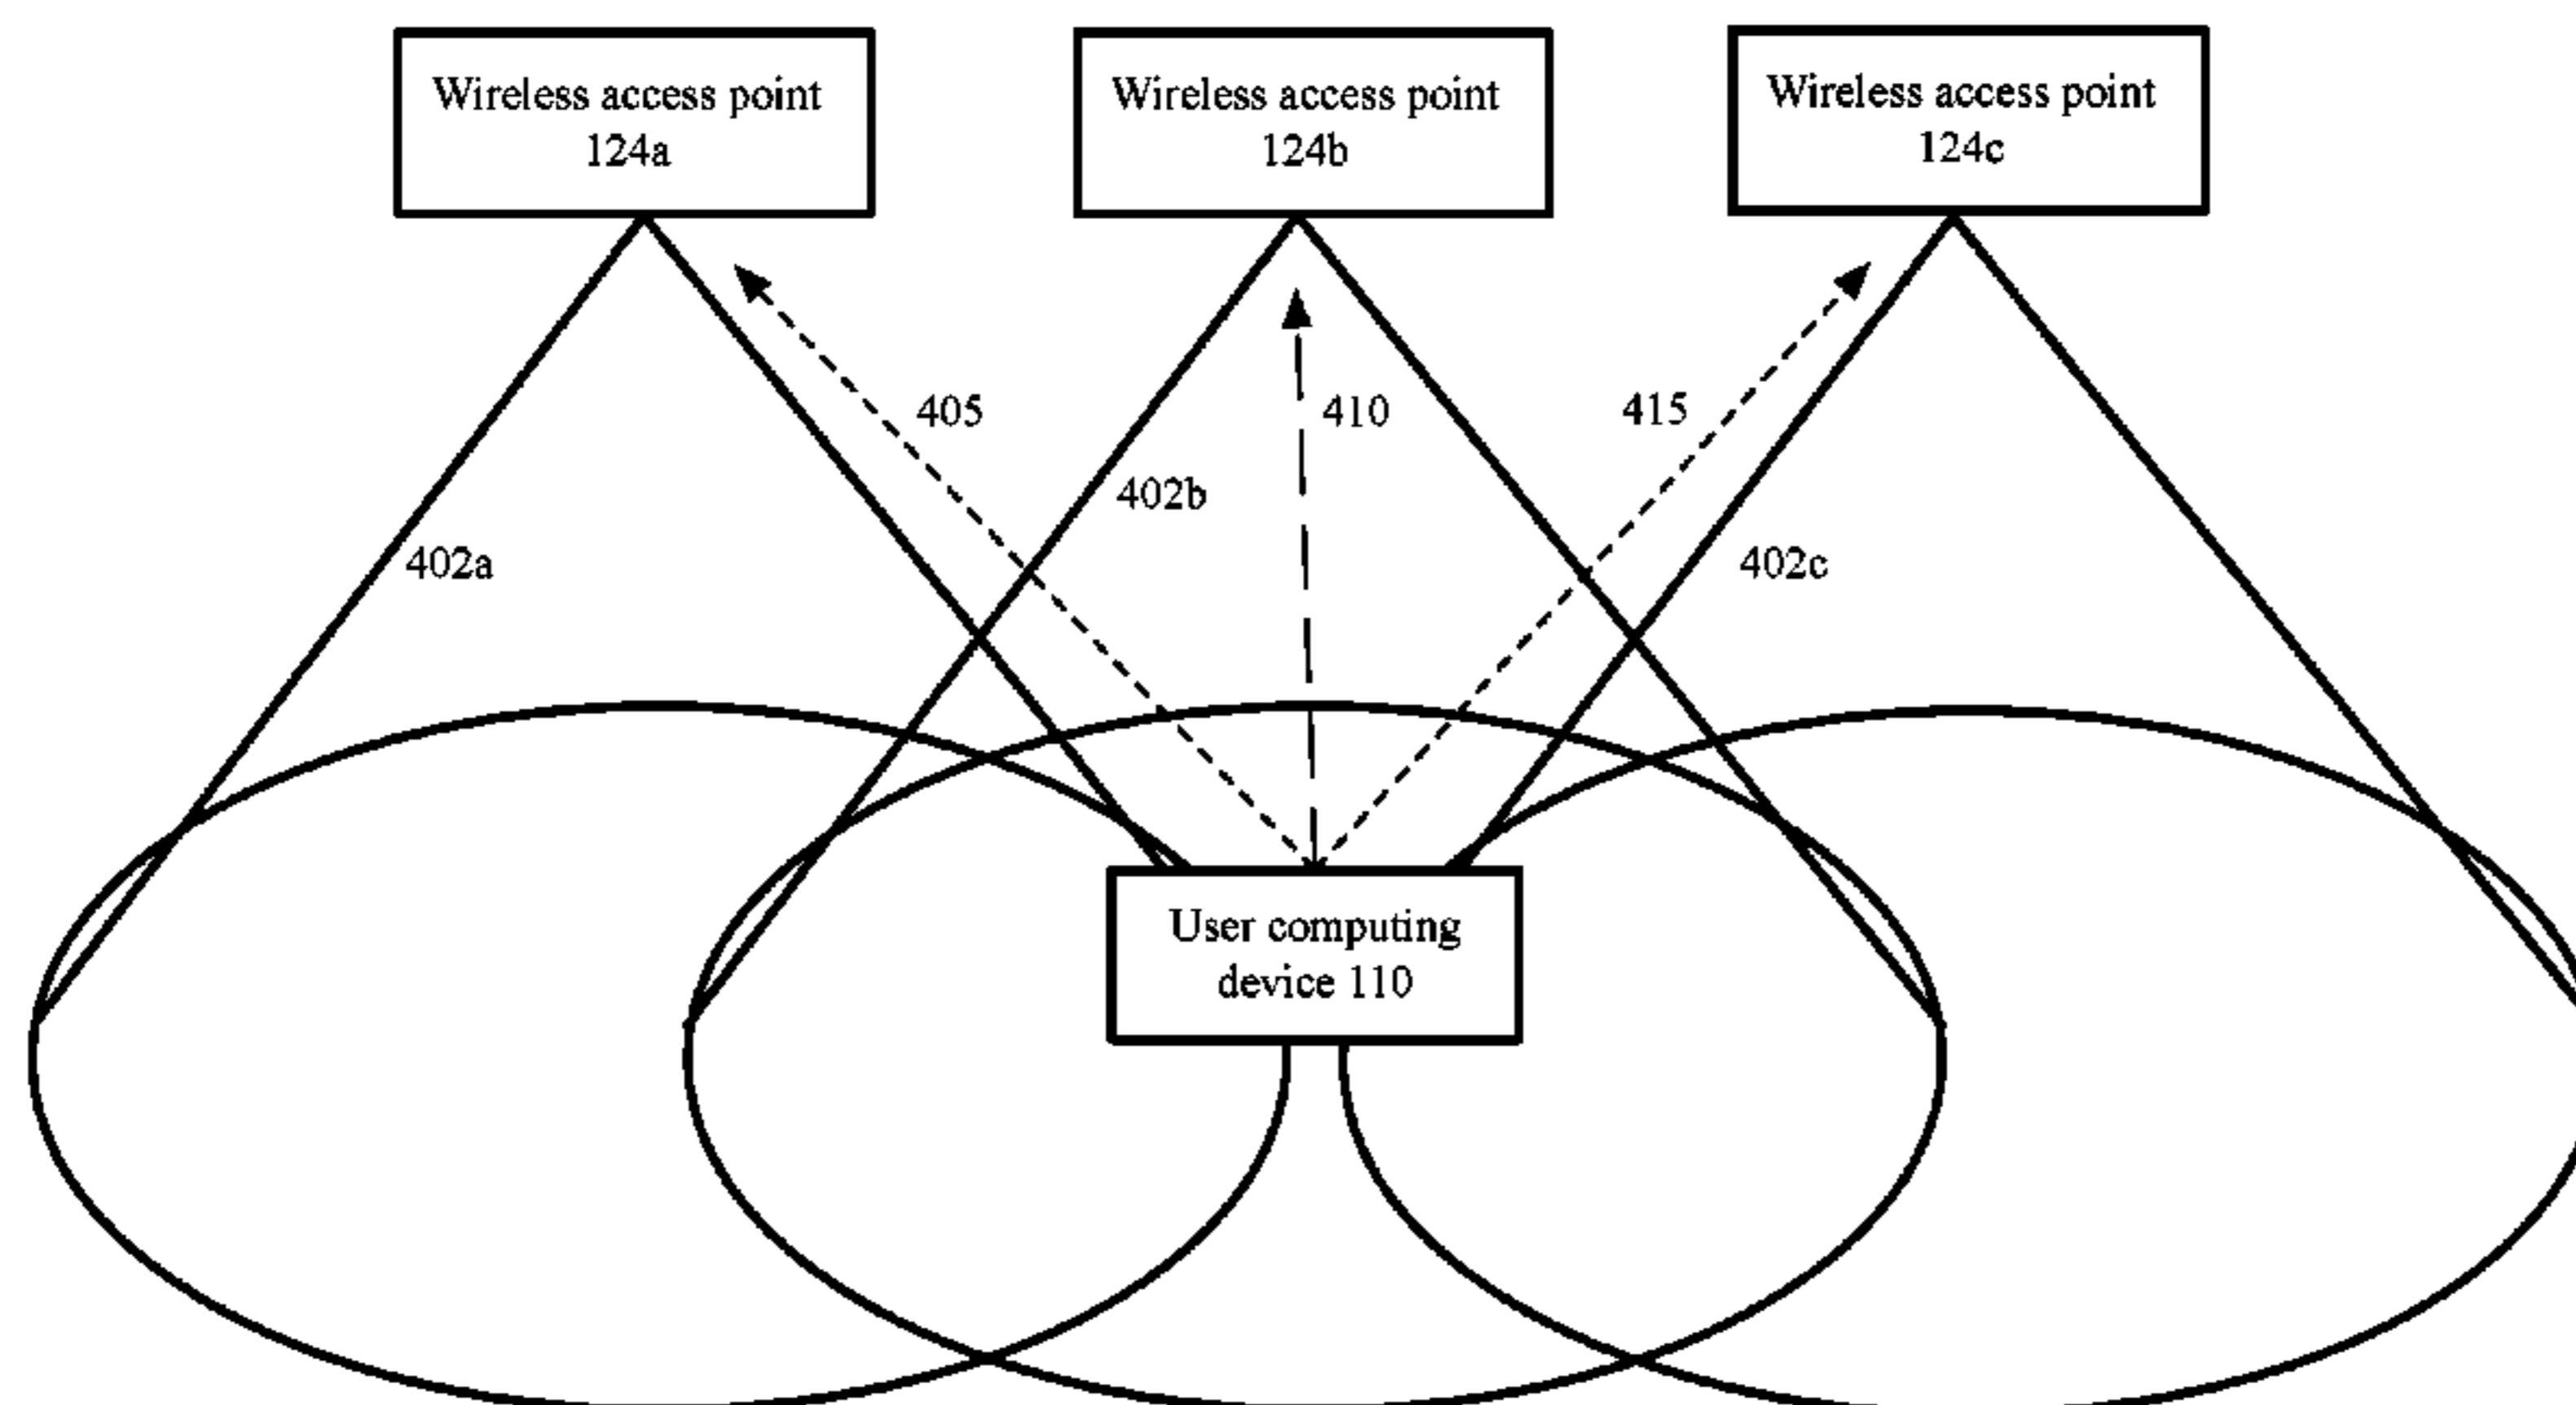 Wireless access point
124a
Wireless access point
124b
Wireless access point
124c
405
410
415
402b
402a
402c
User computing
device 110